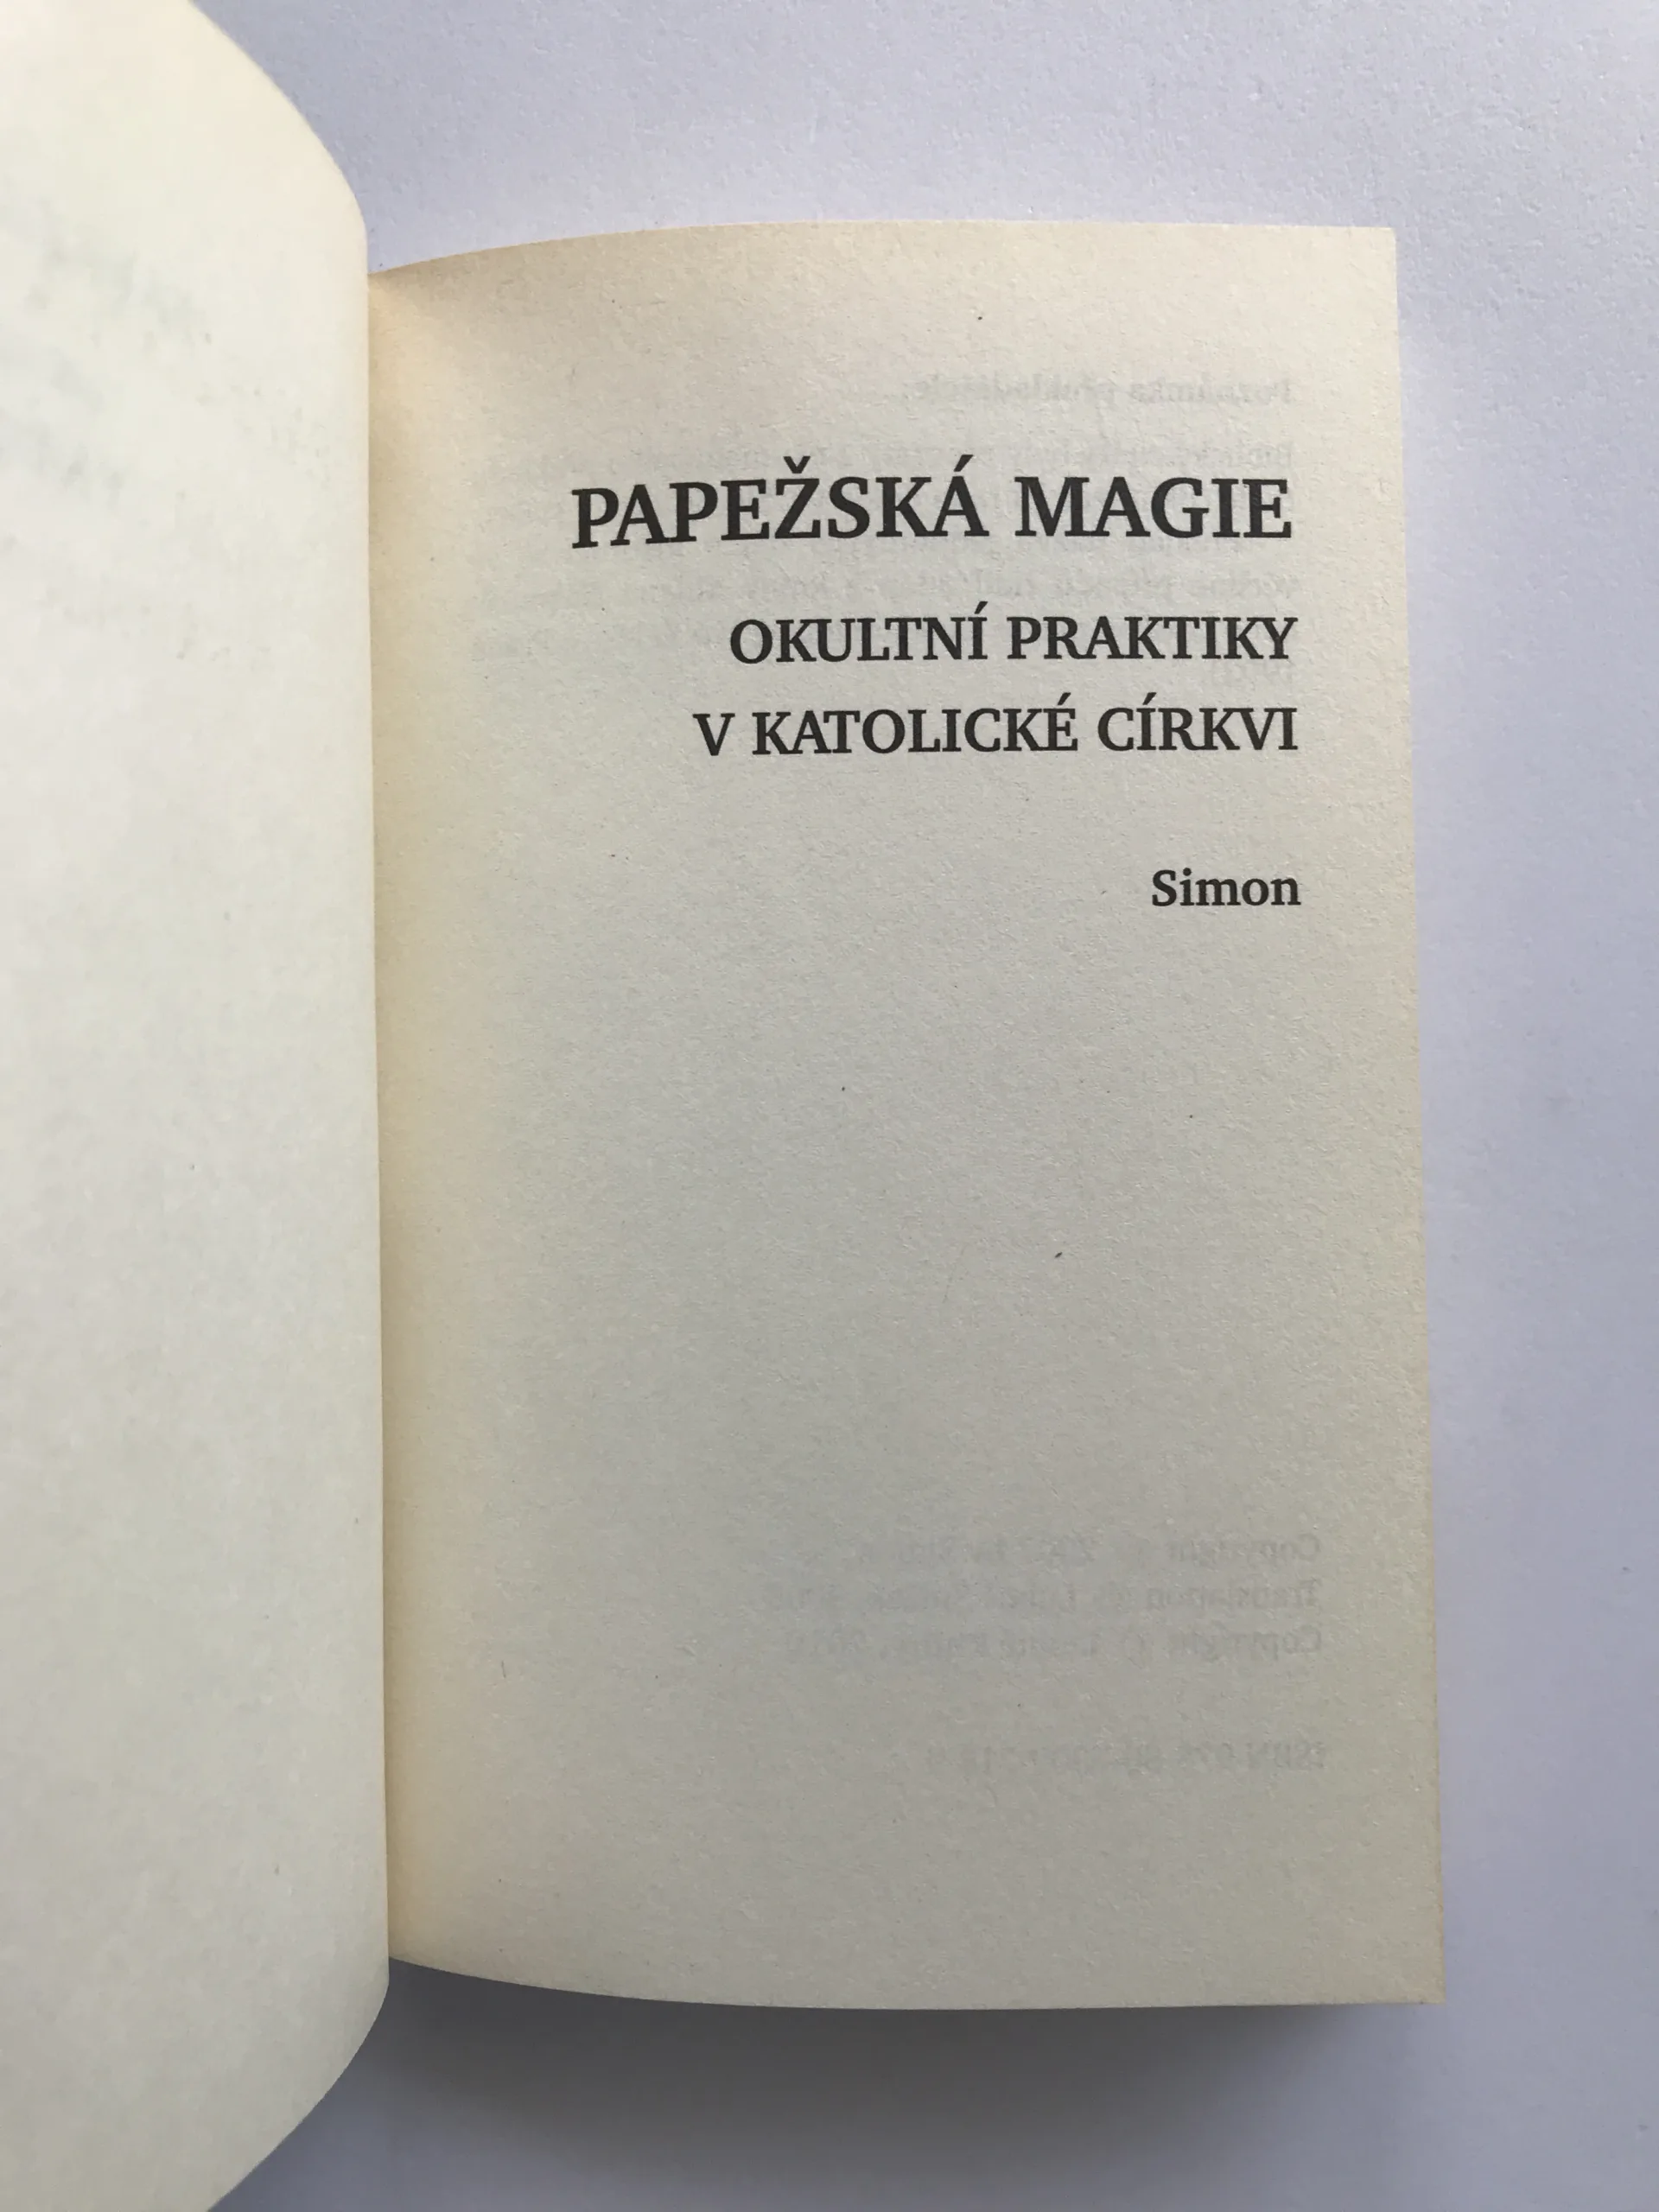 PAPEŽSKÁ MAGIE
OKULTNÍ PRAKTIKY
V KATOLICKÉ CÍRKVI
Simon